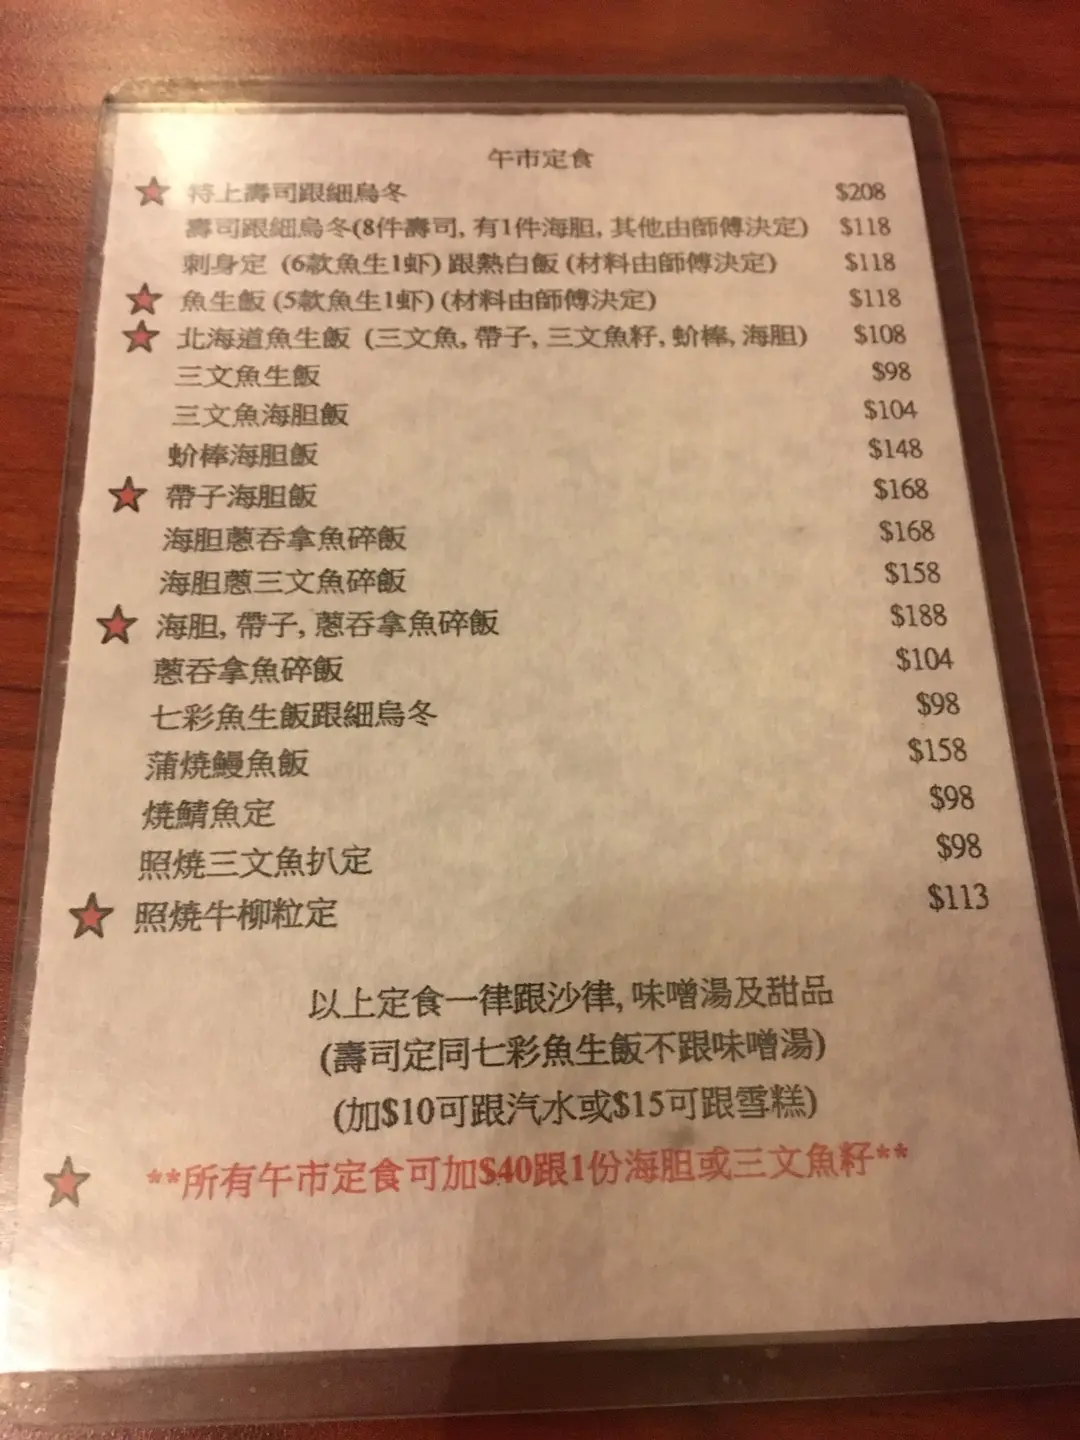 午市定食
特上壽司跟細烏冬 $208
壽司跟細烏冬(8件壽司, 有1件海胆, 其他由師傅決定) $118
刺身定 (6款魚生1虾) 跟熱白飯 (材料由師傅決定) $118
魚生飯 (5款魚生1虾) (材料由師傅決定) $118
北海道魚生飯 (三文魚, 帶子, 三文魚籽, 蚧棒, 海胆) $108
三文魚生飯 $98
三文魚海胆飯 $104
蚧棒海胆飯 $148
帶子海胆飯 $168
海胆蔥吞拿魚碎飯 $168
海胆蔥三文魚碎飯 $158
海胆, 帶子, 蔥吞拿魚碎飯 $188
蔥吞拿魚碎飯 $104
七彩魚生飯跟細烏冬 $98
蒲燒鰻魚飯 $158
燒鯖魚定 $98
照燒三文魚扒定 $98
照燒牛柳粒定 $113
以上定食一律跟沙律, 味噌湯及甜品
(壽司定同七彩魚生飯不跟味噌湯)
(加$10可跟汽水或$15可跟雪糕)
**所有午市定食可加$40跟1份海胆或三文魚籽**